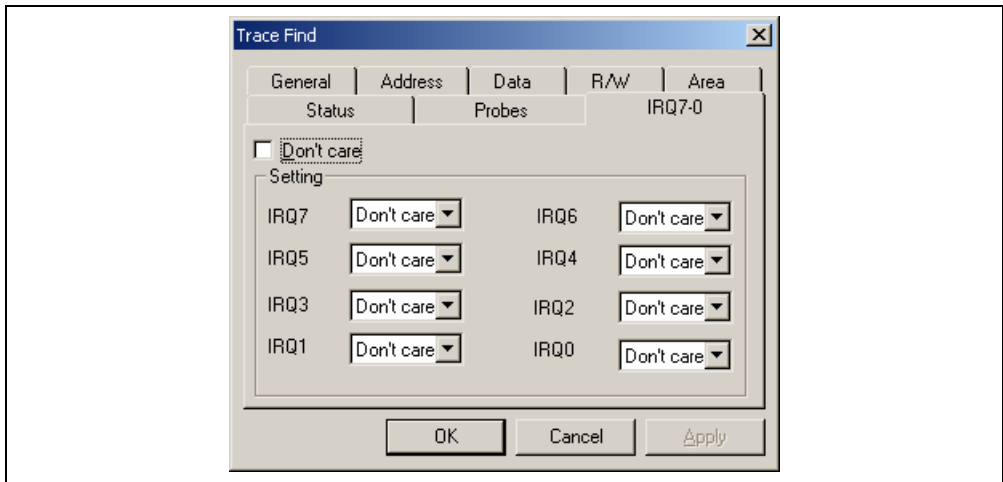 Trace Find
General Address Data R/W Area
Status Probes IRQ7-0
Don't care
Setting
IRQ7 Don't care IRQ6 Don't care
IRQ5 Don't care IRQ4 Don't care
IRQ3 Don't care IRQ2 Don't care
IRQ1 Don't care IRQ0 Don't care
OK Cancel Apply